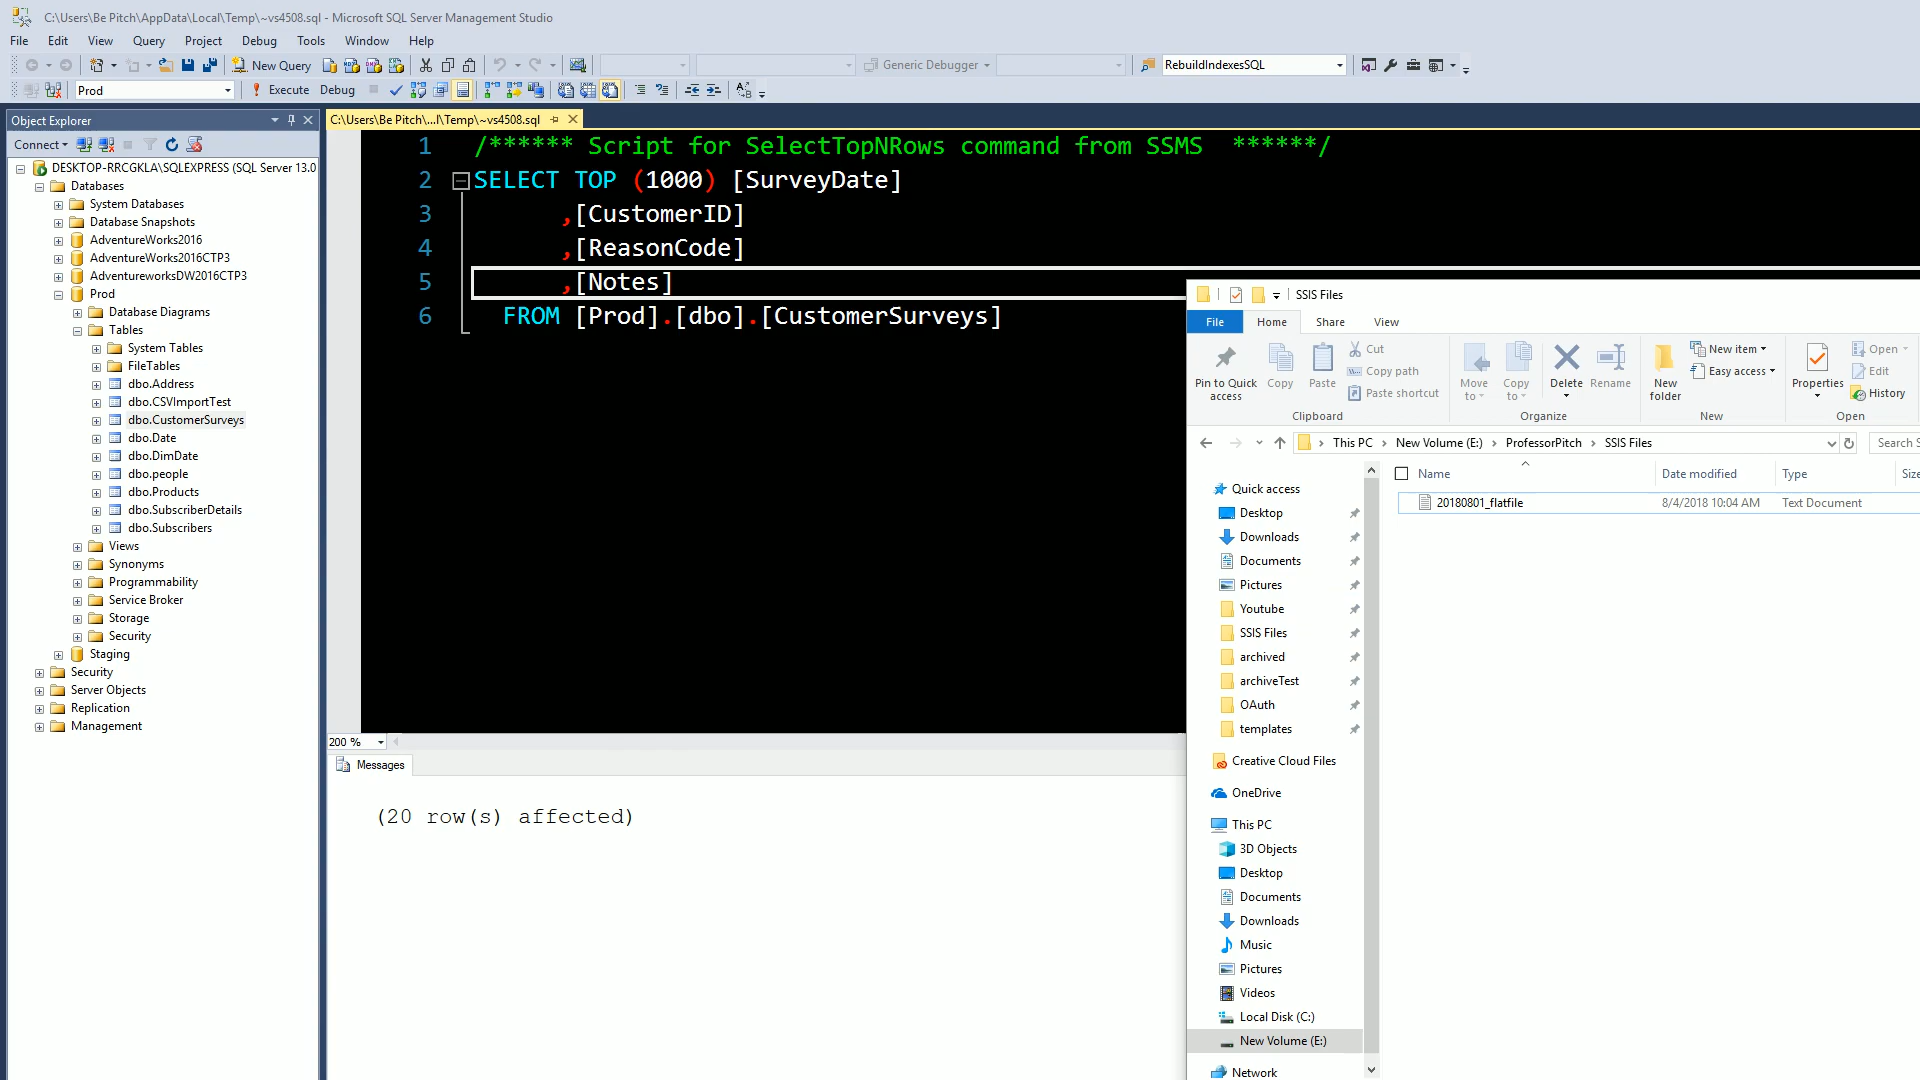 C:\Users\Be Pitch\AppData\Local\Temp\~vs4508.sql - Microsoft SQL Server Management Studio
File Edit View Query Project Debug Tools Window Help
New Query Generic Debugger RebuildIndexesSQL
Prod Execute Debug
Object Explorer
Connect
DESKTOP-RRCGKLA\SQLEXPRESS (SQL Server 13.0
Databases
System Databases
Database Snapshots
AdventureWorks2016
AdventureWorks2016CTP3
AdventureworksDW2016CTP3
Prod
Database Diagrams
Tables
System Tables
FileTables
dbo.Address
dbo.CSVImportTest
dbo.CustomerSurveys
dbo.Date
dbo.DimDate
dbo.people
dbo.Products
dbo.SubscriberDetails
dbo.Subscribers
Views
Synonyms
Programmability
Service Broker
Storage
Security
Staging
Security
Server Objects
Replication
Management
C:\Users\Be Pitch\...l\Temp\~vs4508.sql
1 /****** Script for SelectTopNRows command from SSMS ******/
2 SELECT TOP (1000) [SurveyDate]
3 ,[CustomerID]
4 ,[ReasonCode]
5 ,[Notes]
6 FROM [Prod].[dbo].[CustomerSurveys]
200 %
Messages
(20 row(s) affected)
SSIS Files
File Home Share View
Pin to Quick access
Copy
Paste
Cut
Copy path
Paste shortcut
Clipboard
Move to
Copy to
Delete
Rename
Organize
New folder
New item
Easy access
New
Properties
Open
Edit
History
Open
This PC New Volume (E:) ProfessorPitch SSIS Files
Search S
Name Date modified Type Size
20180801_flatfile 8/4/2018 10:04 AM Text Document
Quick access
Desktop
Downloads
Documents
Pictures
Youtube
SSIS Files
archived
archiveTest
OAuth
templates
Creative Cloud Files
OneDrive
This PC
3D Objects
Desktop
Documents
Downloads
Music
Pictures
Videos
Local Disk (C:)
New Volume (E:)
Network